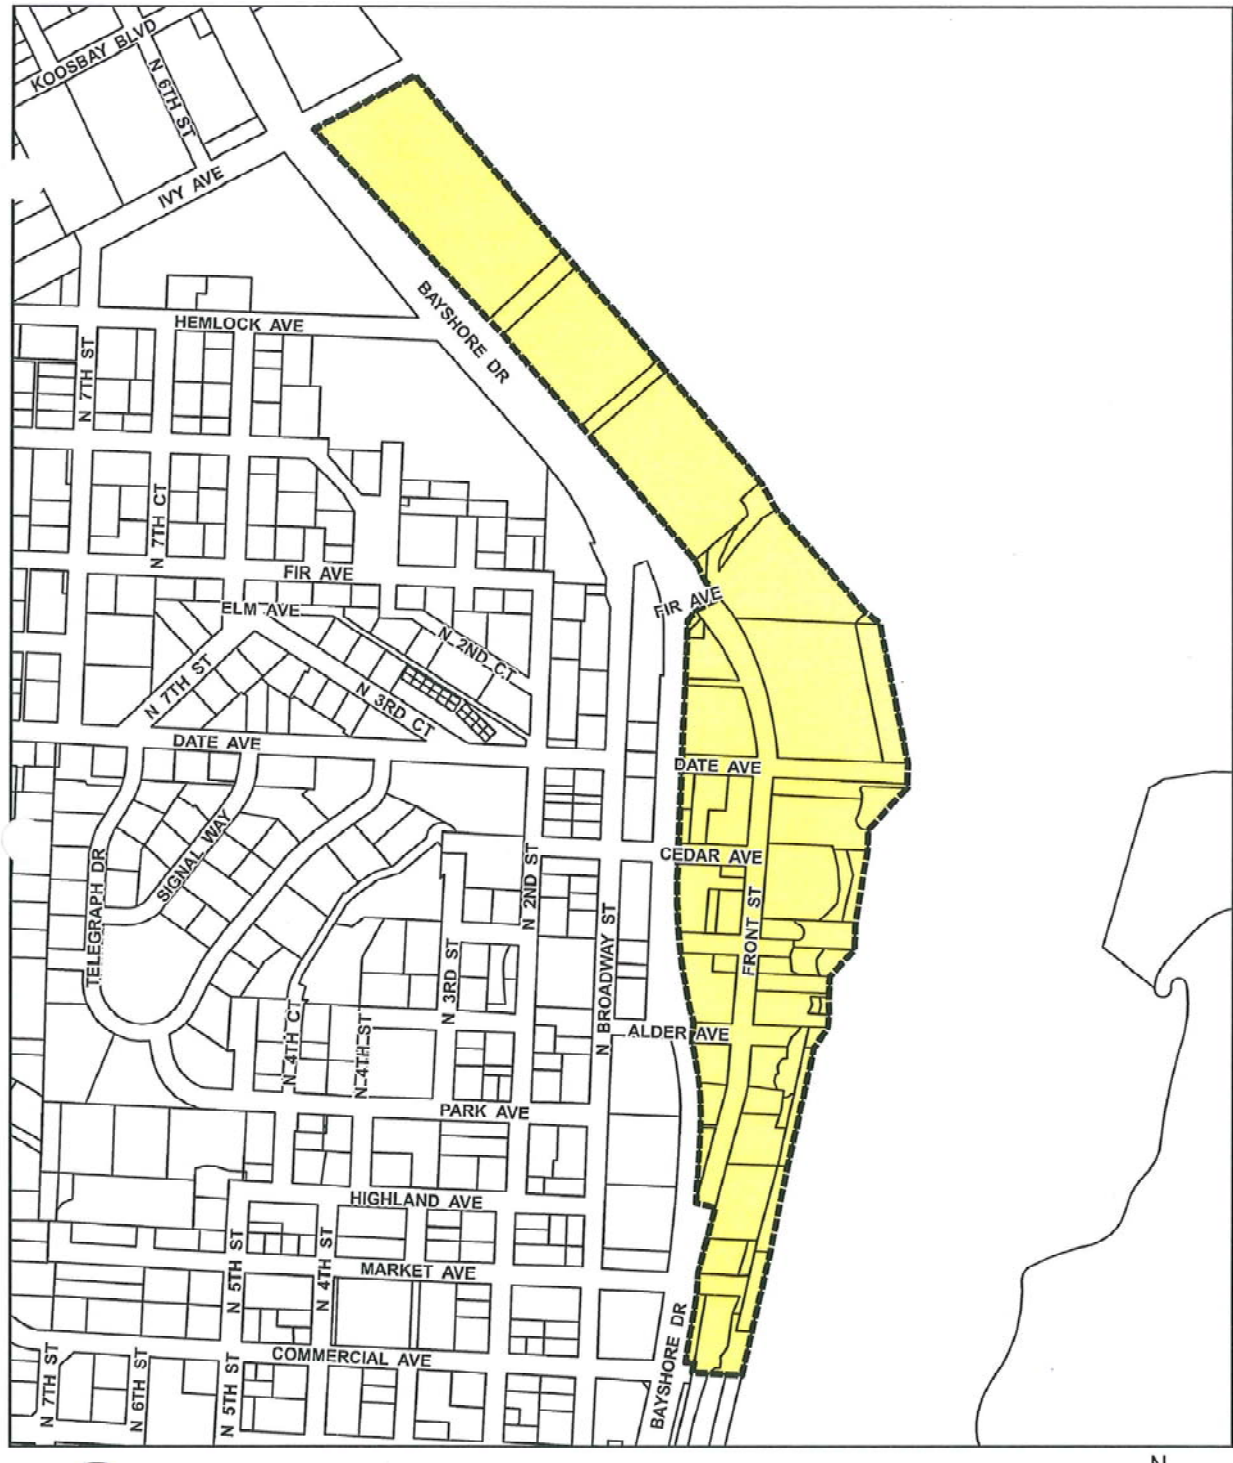 KOOSBAY BLVD
N 6TH ST
IVY AVE
BAYSHORE DR
HEMLOCK AVE
N 7TH ST
N 7TH CT
FIR AVE
FIR AVE
ELM AVE
N 2ND CT
N 7TH ST
N 3RD CT
DATE AVE
DATE AVE
SIGNAL WAY
TELEGRAPH DR
CEDAR AVE
N 2ND ST
FRONT ST
N BROADWAY ST
N 3RD ST
N 4TH CT
N 4TH ST
ALDER AVE
PARK AVE
HIGHLAND AVE
N 5TH ST
N 4TH ST
MARKET AVE
BAYSHORE DR
COMMERCIAL AVE
N 7TH ST
N 6TH ST
N 5TH ST
N